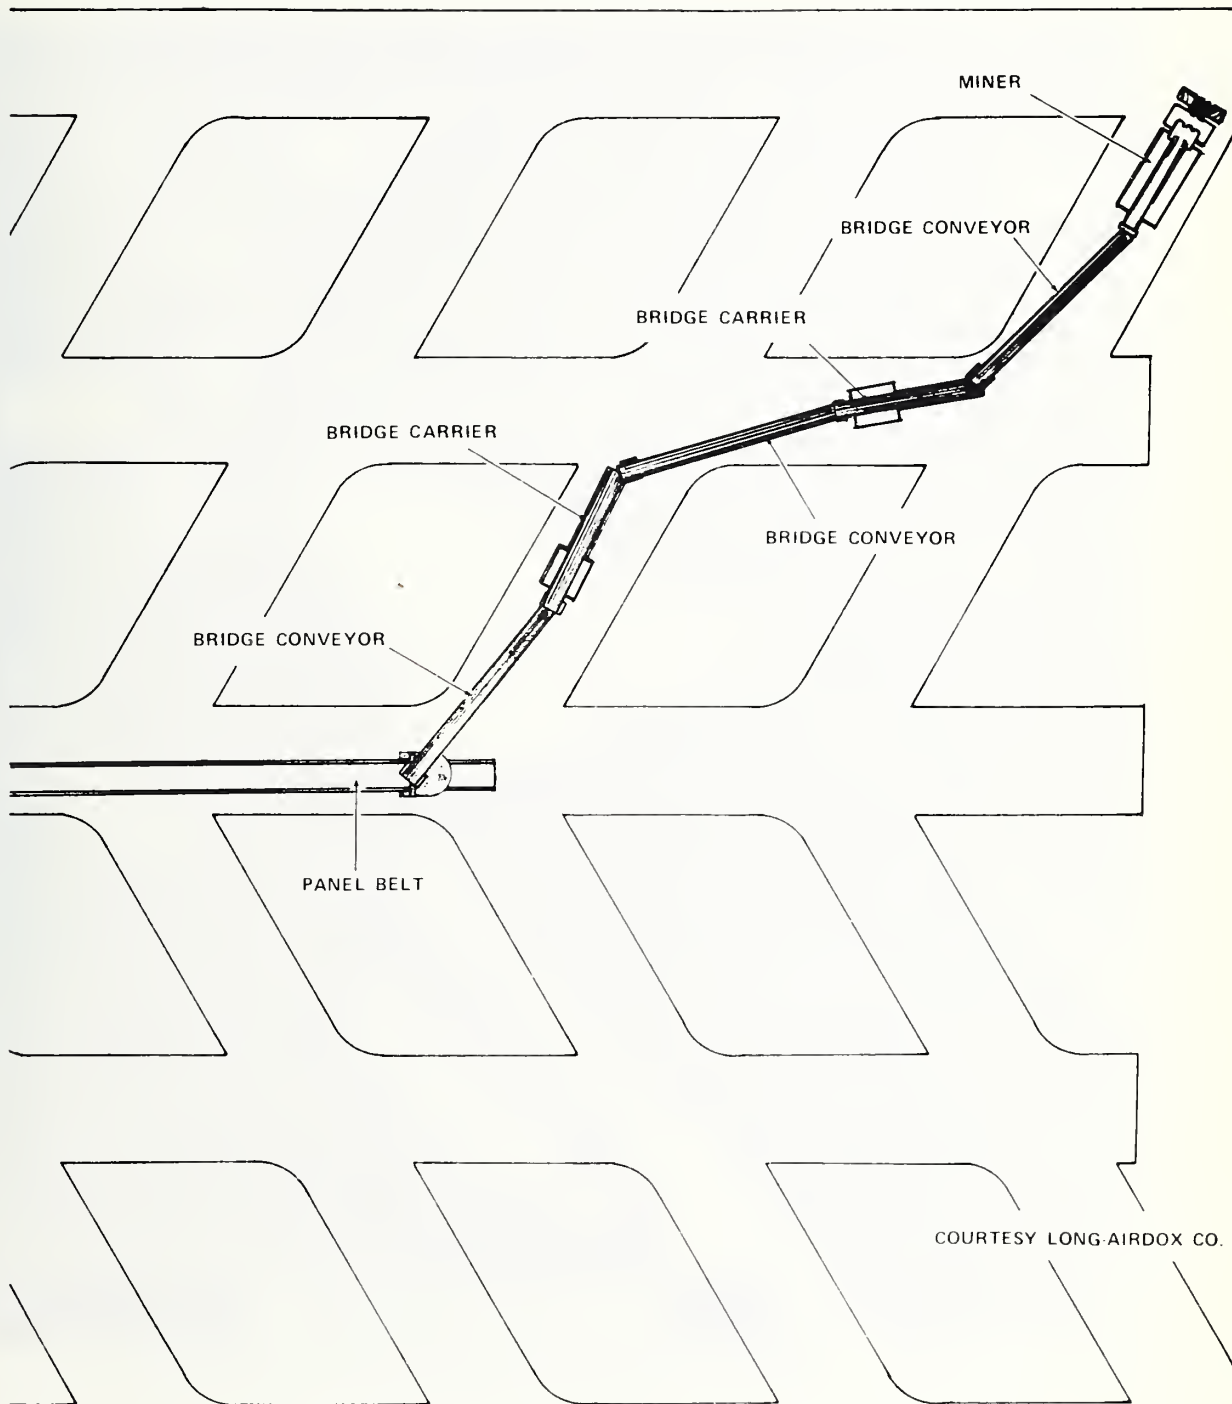 MINER
BRIDGE CONVEYOR
BRIDGE CARRIER
BRIDGE CARRIER
BRIDGE CONVEYOR
BRIDGE CONVEYOR
PANEL BELT
COURTESY LONG-AIRDOX CO.